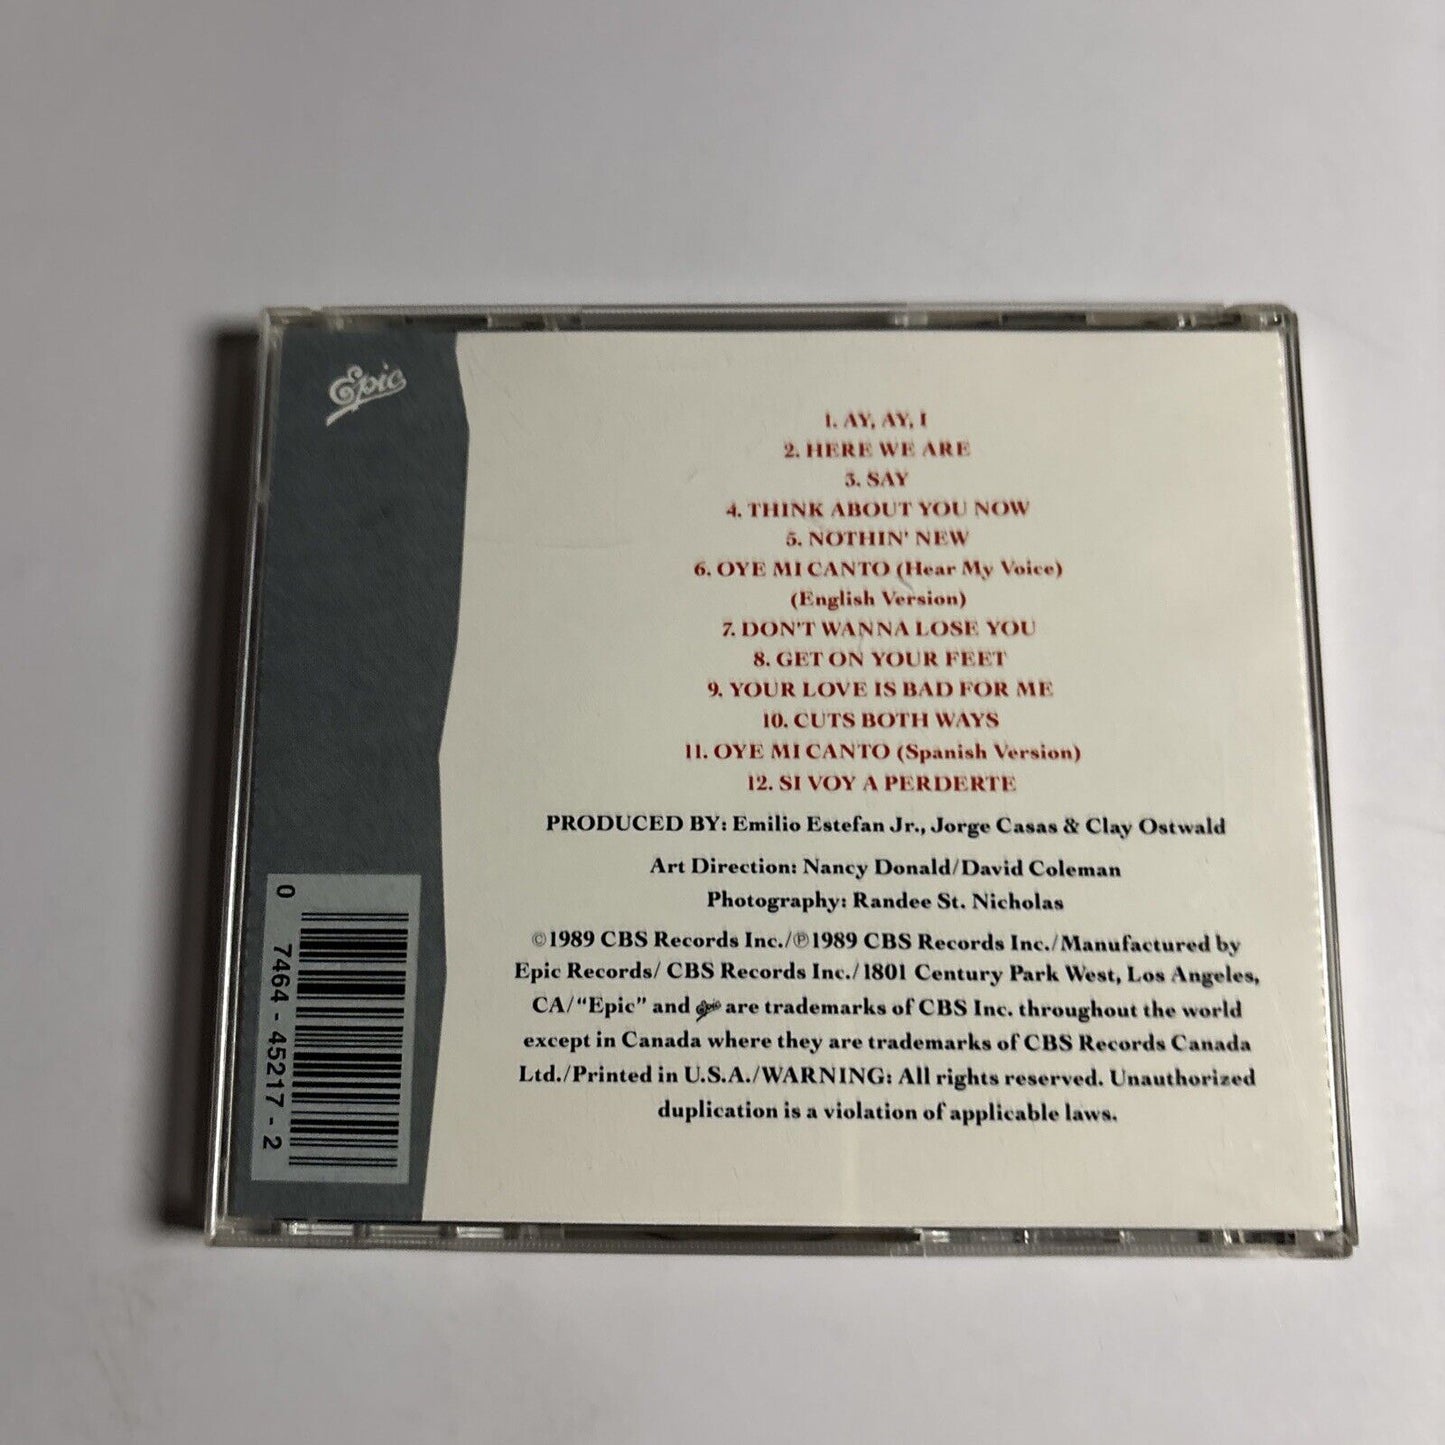 Epic
1. AY, AY, I
2. HERE WE ARE
3. SAY
4. THINK ABOUT YOU NOW
5. NOTHIN' NEW
6. OYE MI CANTO (Hear My Voice)
(English Version)
7. DON'T WANNA LOSE YOU
8. GET ON YOUR FEET
9. YOUR LOVE IS BAD FOR ME
10. CUTS BOTH WAYS
11. OYE MI CANTO (Spanish Version)
12. SI VOY A PERDERTE
PRODUCED BY: Emilio Estefan Jr., Jorge Casas & Clay Ostwald
Art Direction: Nancy Donald/David Coleman
Photography: Randee St. Nicholas
©1989 CBS Records Inc./℗1989 CBS Records Inc./Manufactured by
Epic Records/ CBS Records Inc./1801 Century Park West, Los Angeles,
CA/“Epic” and Epic are trademarks of CBS Inc. throughout the world
except in Canada where they are trademarks of CBS Records Canada
Ltd./Printed in U.S.A./WARNING: All rights reserved. Unauthorized
duplication is a violation of applicable laws.
0 7464-45217-2